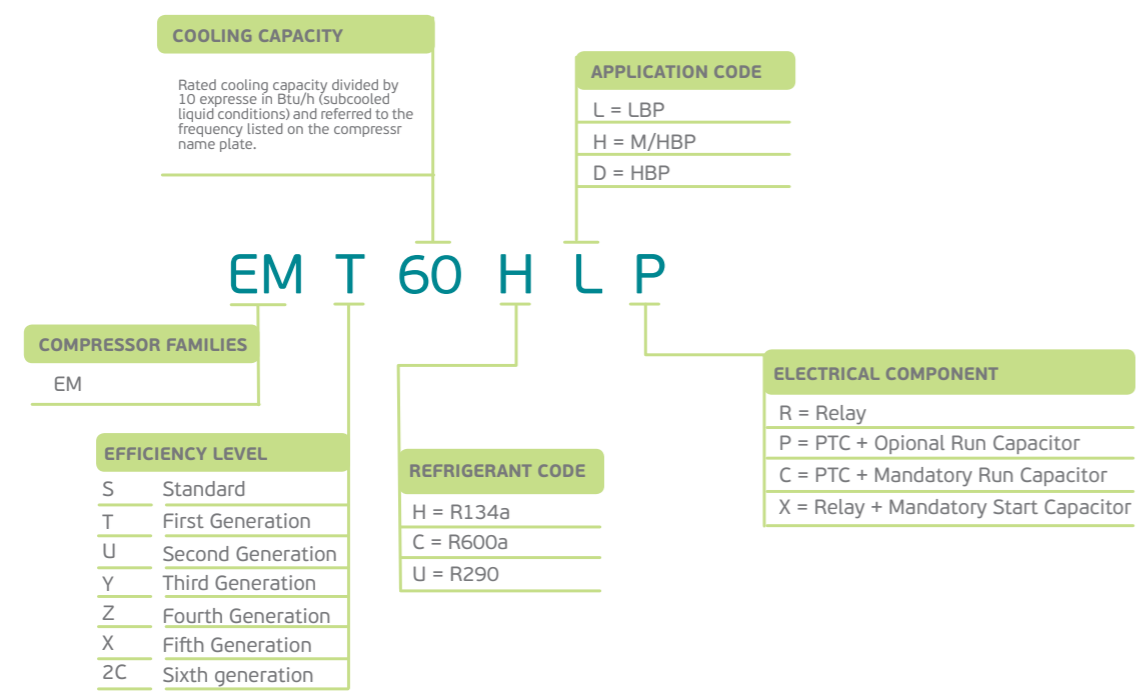 COOLING CAPACITY
Rated cooling capacity divided by
10 expresse in Btu/h (subcooled
liquid conditions) and referred to the
frequency listed on the compressr
name plate.
APPLICATION CODE
L = LBP
H = M/HBP
D = HBP
EM T 60 H L P
COMPRESSOR FAMILIES
EM
EFFICIENCY LEVEL
S Standard
T First Generation
U Second Generation
Y Third Generation
Z Fourth Generation
X Fifth Generation
2C Sixth generation
REFRIGERANT CODE
H = R134a
C = R600a
U = R290
ELECTRICAL COMPONENT
R = Relay
P = PTC + Opional Run Capacitor
C = PTC + Mandatory Run Capacitor
X = Relay + Mandatory Start Capacitor